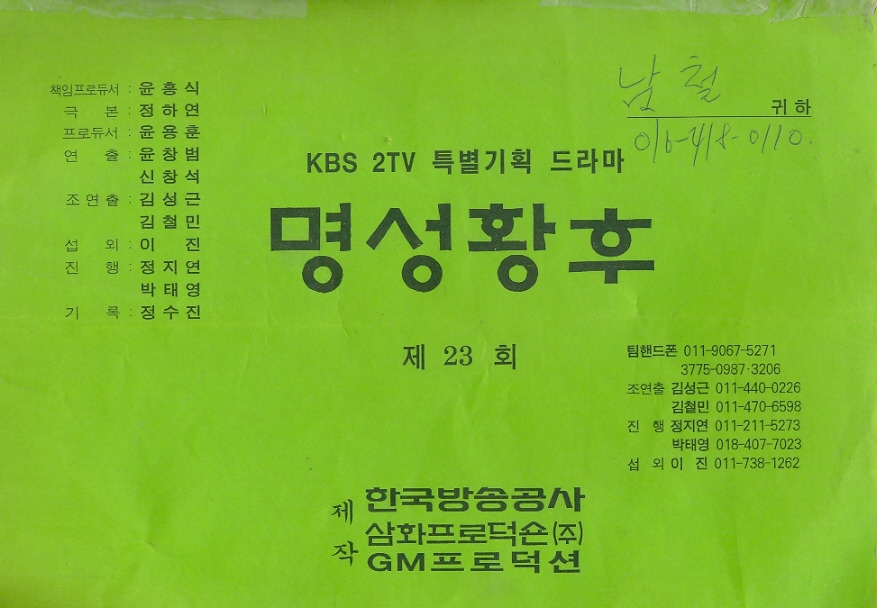 책임프로듀서 : 윤흥식
극 본 : 정하연
프로듀서 : 윤용훈
연 출 : 윤창범
신창석
조연출 : 김성근
김철민
섭 외 : 이 진
진 행 : 정지연
박태영
기 록 : 정수진
남철 귀하
016-418-0110.
KBS 2TV 특별기획 드라마
명성황후
제 23 회
팀핸드폰 011-9067-5271
3775-0987·3206
조연출 김성근 011-440-0226
김철민 011-470-6598
진 행 정지연 011-211-5273
박태영 018-407-7023
섭 외 이 진 011-738-1262
제작
한국방송공사
삼화프로덕숀(주)
GM프로덕션